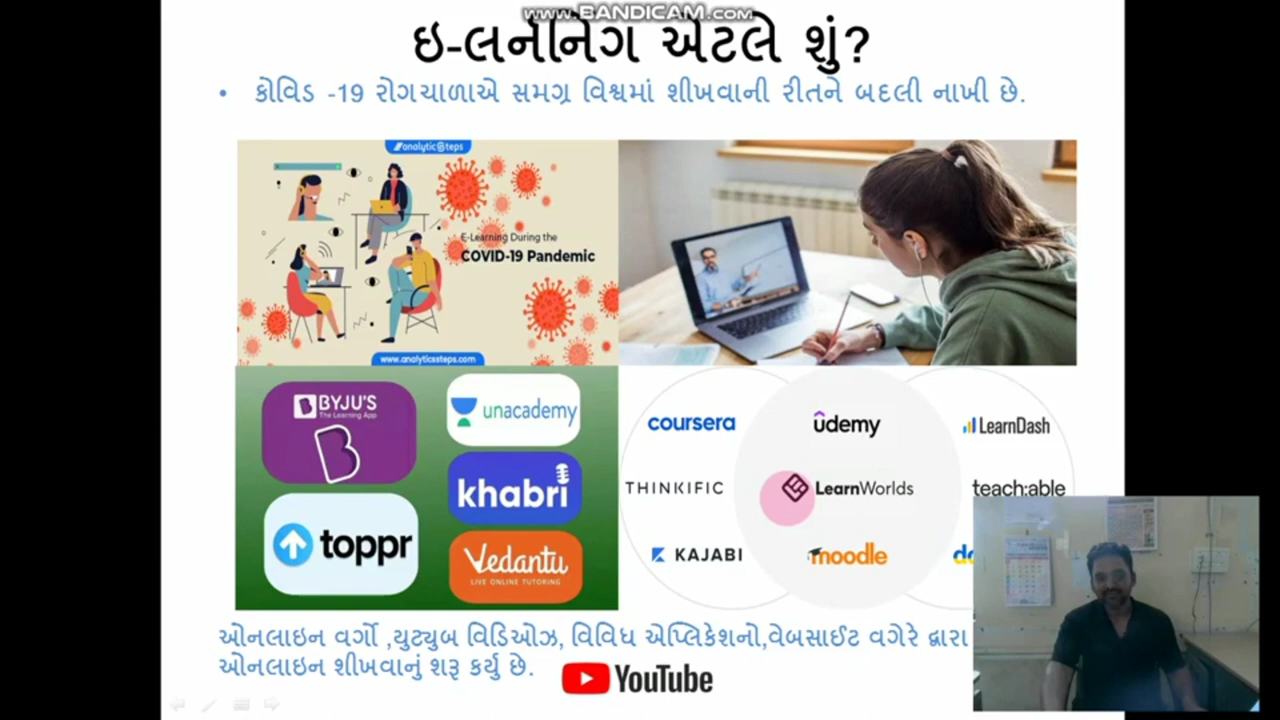 www.BANDICAM.com
ઇ-લર્નીનિંગ એટલે શું?
• કોવિડ -19 રોગચાળાએ સમગ્ર વિશ્વમાં શીખવાની રીતને બદલી નાખી છે.
analyticsteps
E-Learning During the
COVID-19 Pandemic
www.analyticssteps.com
BYJU'S
The Learning App
unacademy
khabri
toppr
Vedantu
LIVE ONLINE TUTORING
coursera
ûdemy
LearnDash
THINKIFIC
LearnWorlds
teach:able
KAJABI
moodle
ઓનલાઇન વર્ગો ,યુટ્યુબ વિડિઓઝ, વિવિધ એપ્લિકેશનો,વેબસાઈટ વગેરે દ્વારા
ઓનલાઇન શીખવાનું શરૂ કર્યુ છે.
YouTube